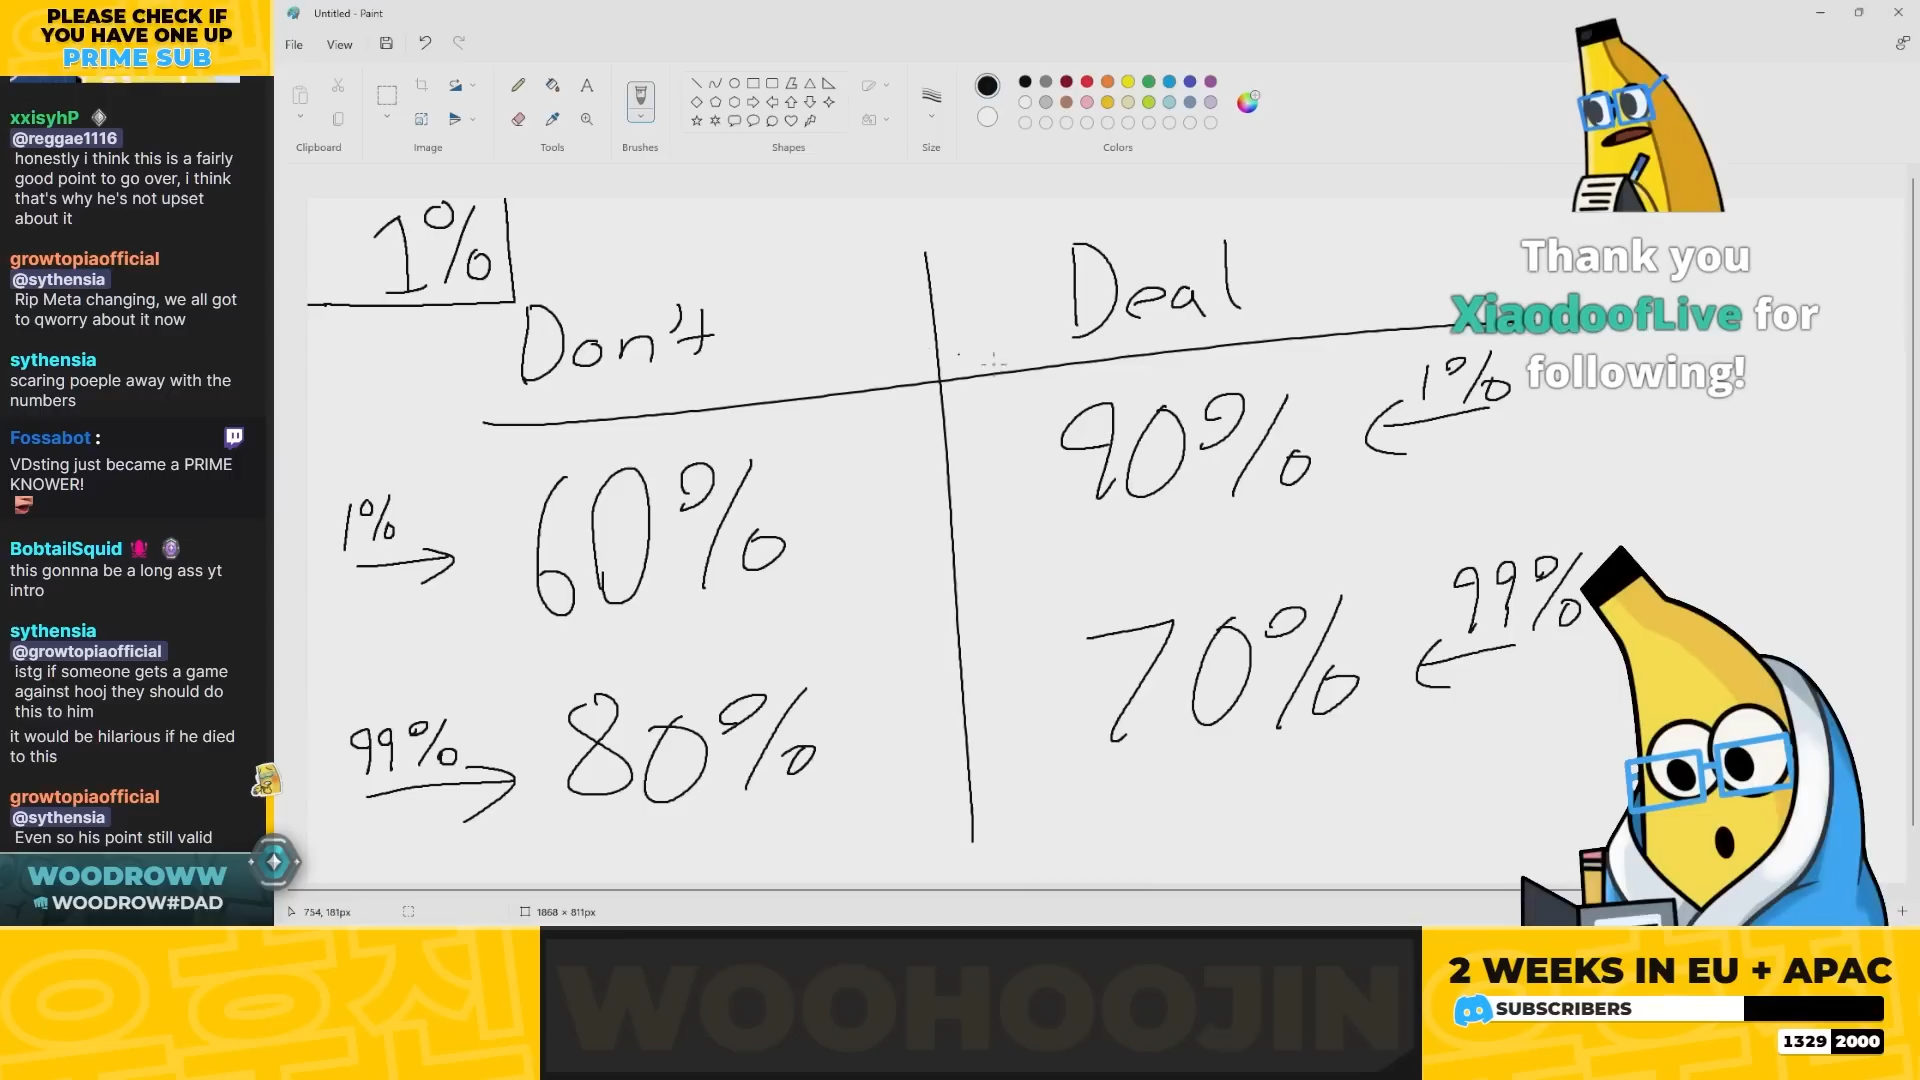 PLEASE CHECK IF
YOU HAVE ONE UP
PRIME SUB
xxisyhP
@reggae1116
honestly i think this is a fairly
good point to go over, i think
that's why he's not upset
about it
growtopiaofficial
@sythensia
Rip Meta changing, we all got
to qworry about it now
sythensia
scaring poeple away with the
numbers
Fossabot :
VDsting just became a PRIME
KNOWER!
BobtailSquid
this gonnna be a long ass yt
intro
sythensia
@growtopiaofficial
istg if someone gets a game
against hooj they should do
this to him
it would be hilarious if he died
to this
growtopiaofficial
@sythensia
Even so his point still valid
WOODROWW
WOODROW#DAD
Untitled - Paint
File View
Clipboard Image Tools Brushes Shapes Size Colors
1%
Don't
Deal
1%
60%
99%
80%
90%
1%
70%
99%
Thank you
XiaodoofLive for
following!
754, 181px
1868 × 811px
우후진
WOOHOOJIN
2 WEEKS IN EU + APAC
SUBSCRIBERS
1329 2000